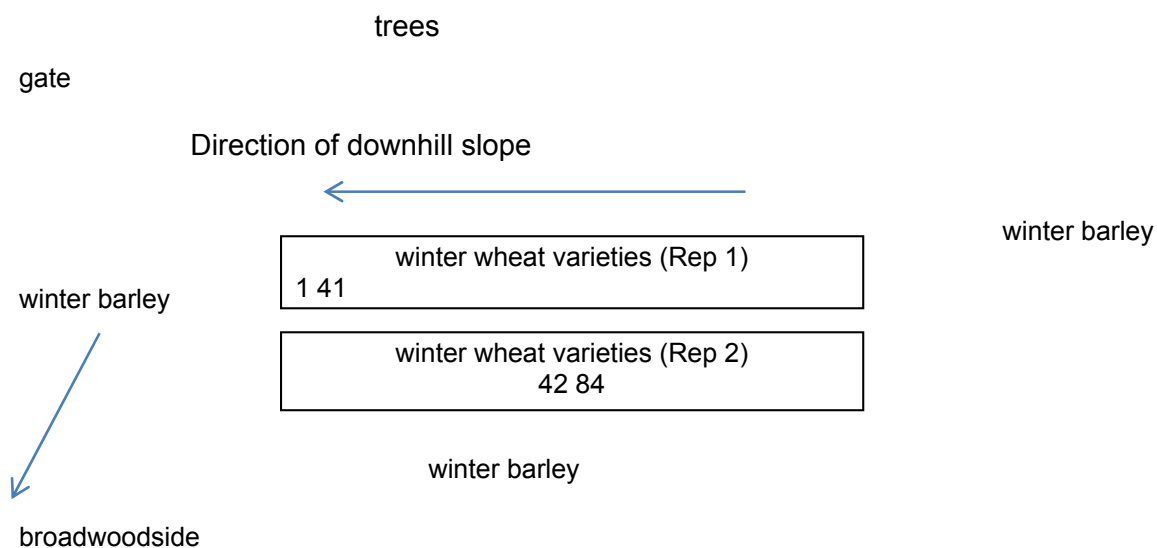 trees
gate
Direction of downhill slope
winter barley
winter wheat varieties (Rep 1)
1 41
winter barley
winter wheat varieties (Rep 2)
42 84
winter barley
broadwoodside